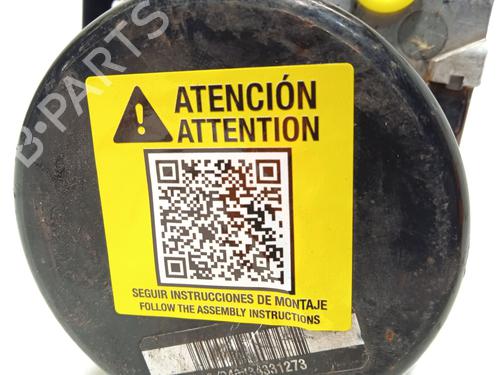 B-PARTS
ATENCIÓN
ATTENTION
SEGUIR INSTRUCCIONES DE MONTAJE
FOLLOW THE ASSEMBLY INSTRUCTIONS